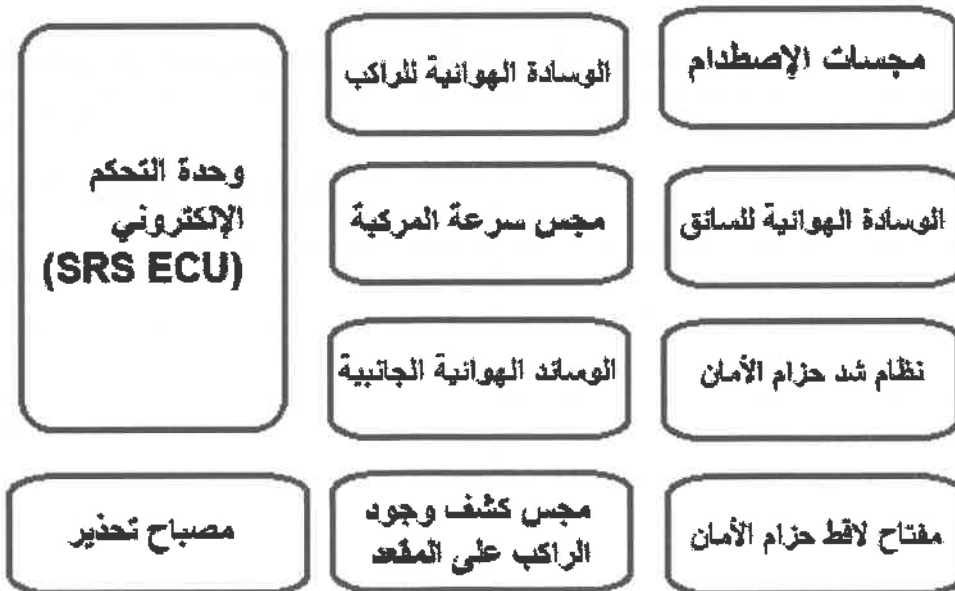 مجسات الإصطدام
الوسادة الهوائية للراكب
وحدة التحكم
الإلكتروني
(SRS ECU)
الوسادة الهوائية للسائق
مجس سرعة المركبة
نظام شد حزام الأمان
الوسائد الهوائية الجانبية
مفتاح لاقط حزام الأمان
مجس كشف وجود
الراكب على المقعد
مصباح تحذير